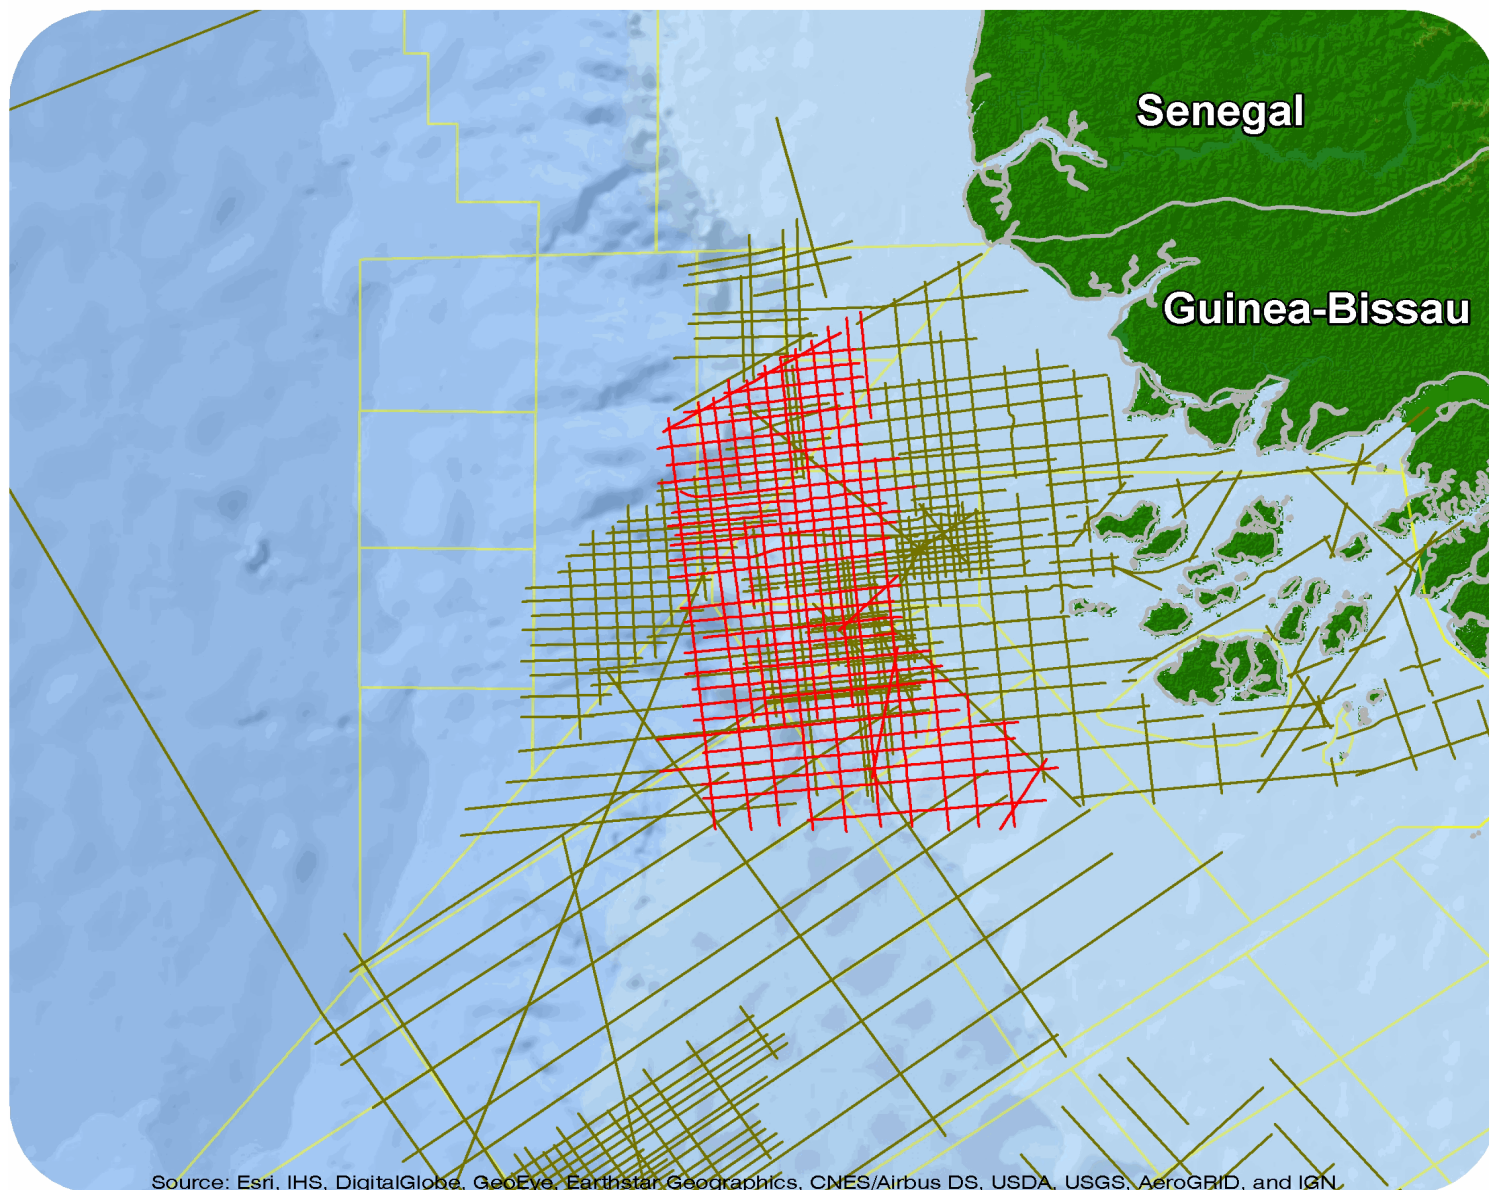 Senegal
Guinea-Bissau
Source: Esri, IHS, DigitalGlobe, GeoEye, Earthstar Geographics, CNES/Airbus DS, USDA, USGS, AeroGRID, and IGN